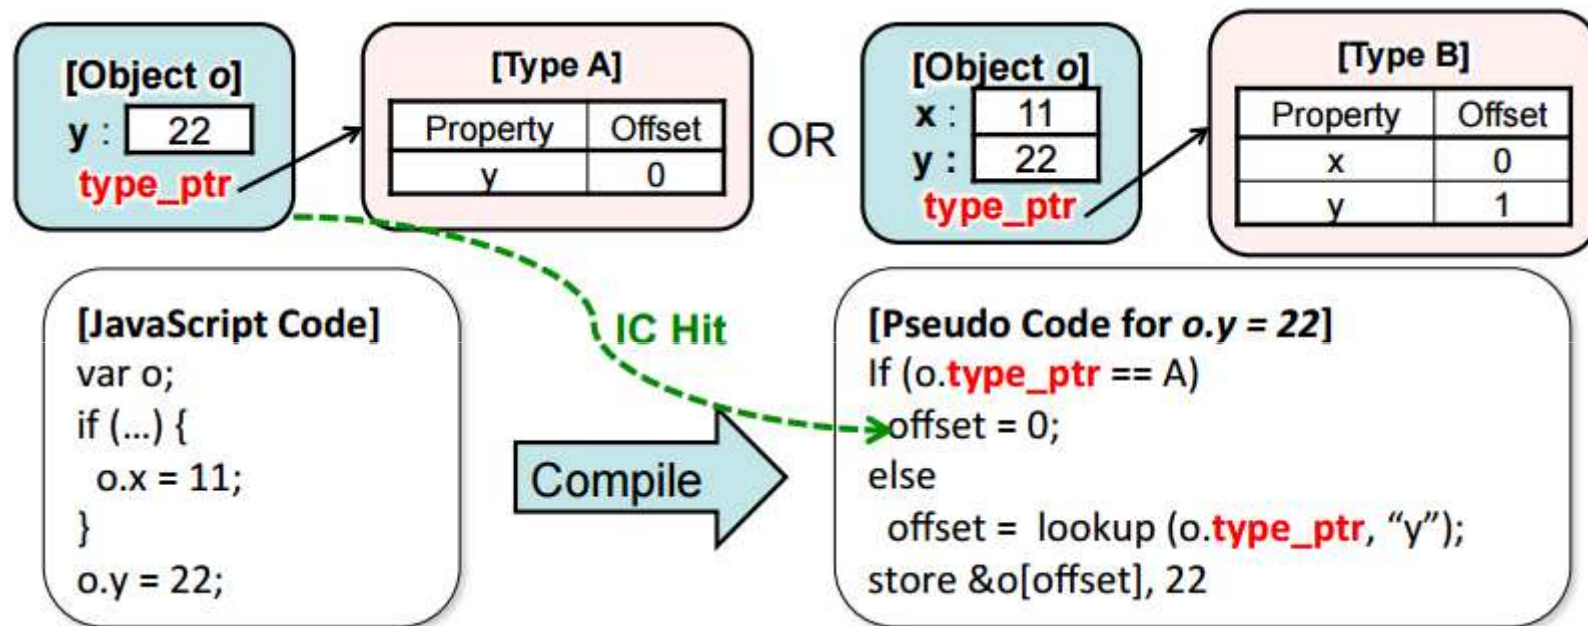 [Object o]
y : 22
type_ptr
[Type A]
Property Offset
y 0
OR
[Object o]
x : 11
y : 22
type_ptr
[Type B]
Property Offset
x 0
y 1
[JavaScript Code]
var o;
if (...) {
o.x = 11;
}
o.y = 22;
IC Hit
Compile
[Pseudo Code for o.y = 22]
If (o.type_ptr == A)
offset = 0;
else
offset = lookup (o.type_ptr, “y”);
store &o[offset], 22